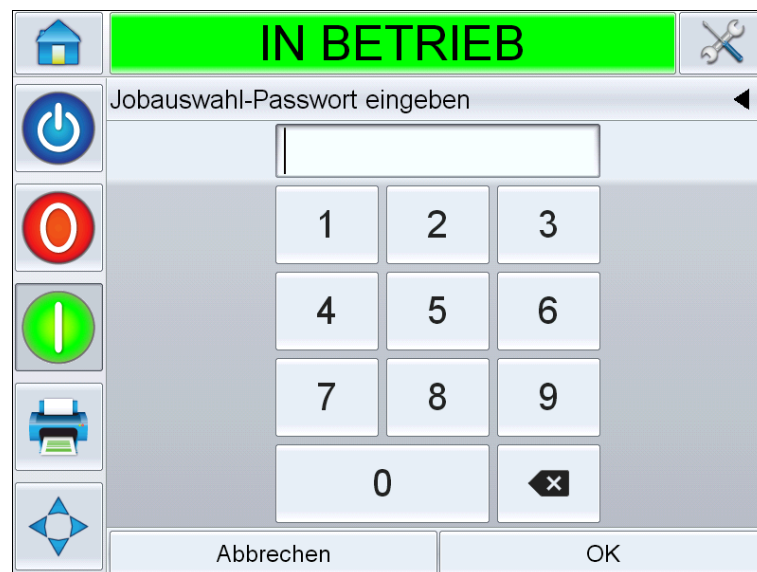 IN BETRIEB
Jobauswahl-Passwort eingeben
1 2 3
4 5 6
7 8 9
0
Abbrechen OK